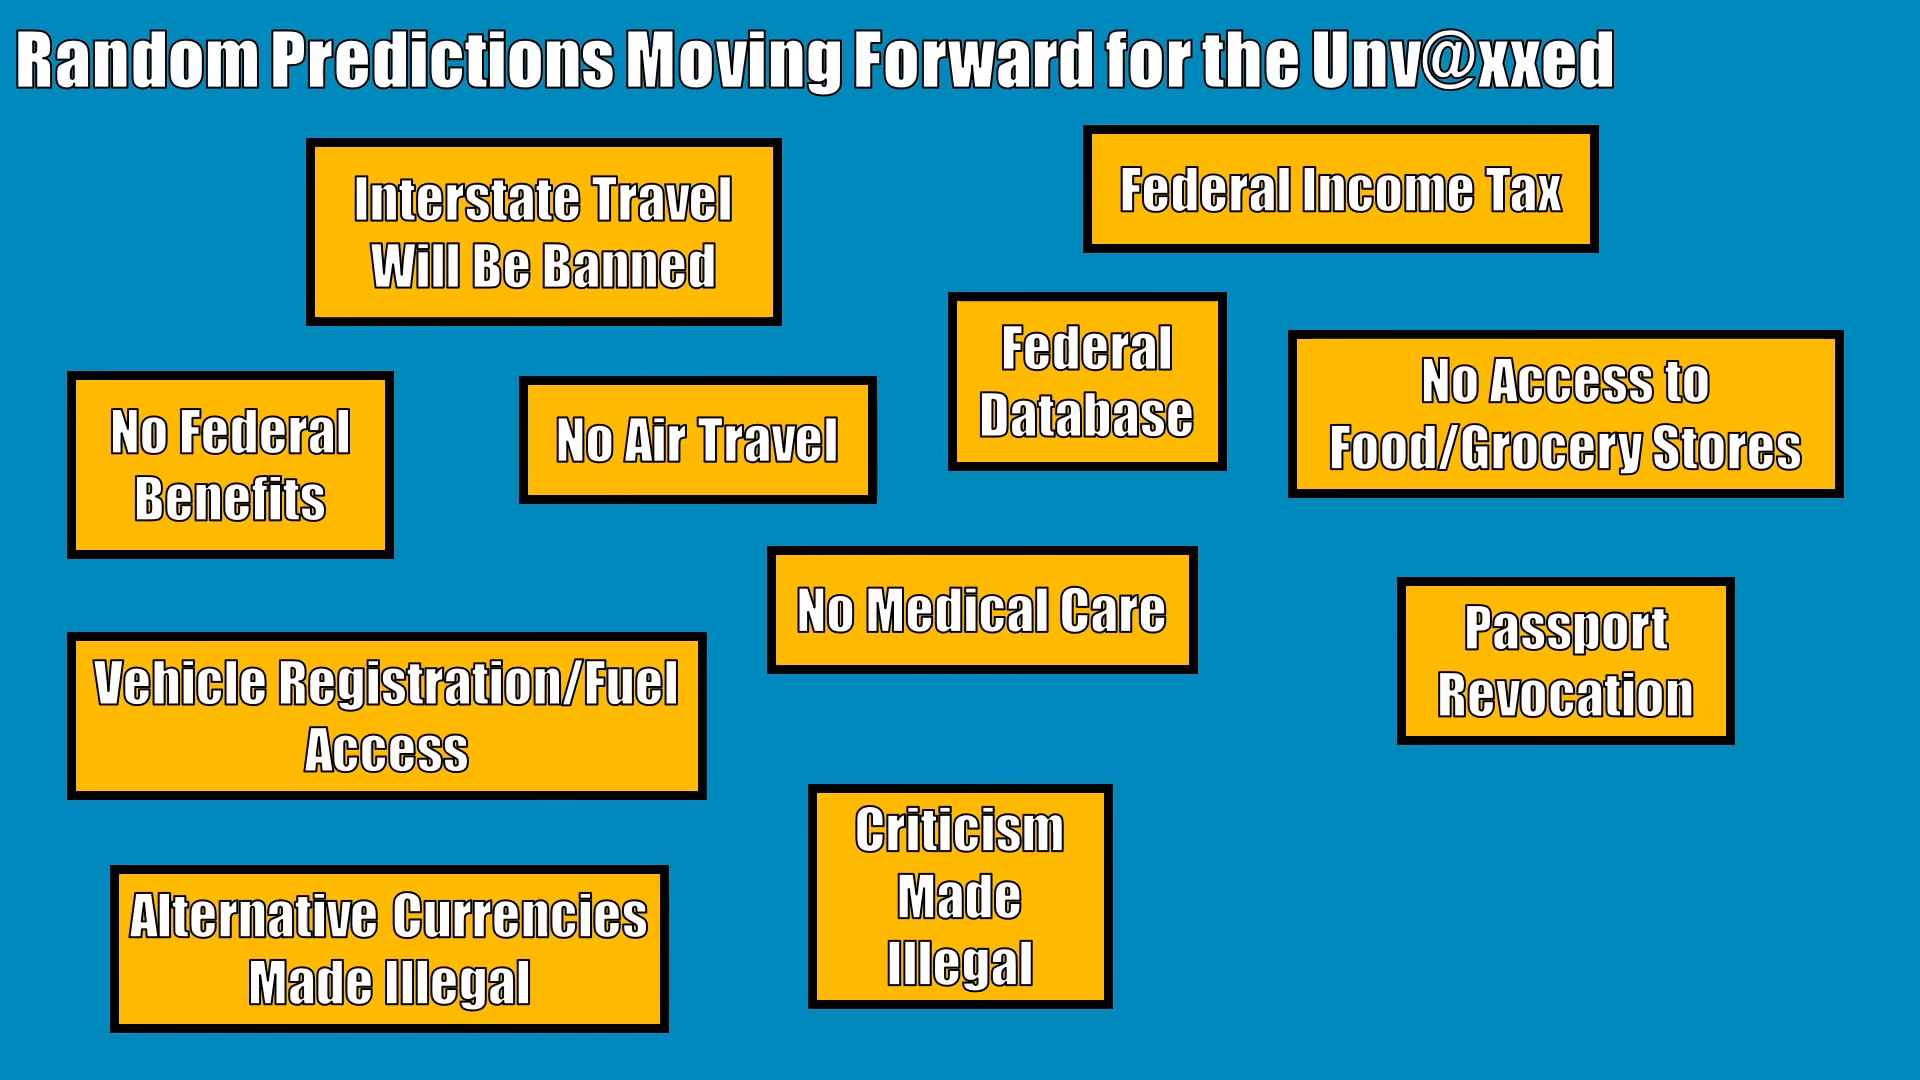 Random Predictions Moving Forward for the Unv@xxed
Interstate Travel
Will Be Banned
Federal Income Tax
Federal
Database
No Access to
Food/Grocery Stores
No Federal
Benefits
No Air Travel
No Medical Care
Passport
Revocation
Vehicle Registration/Fuel
Access
Criticism
Made
Illegal
Alternative Currencies
Made Illegal